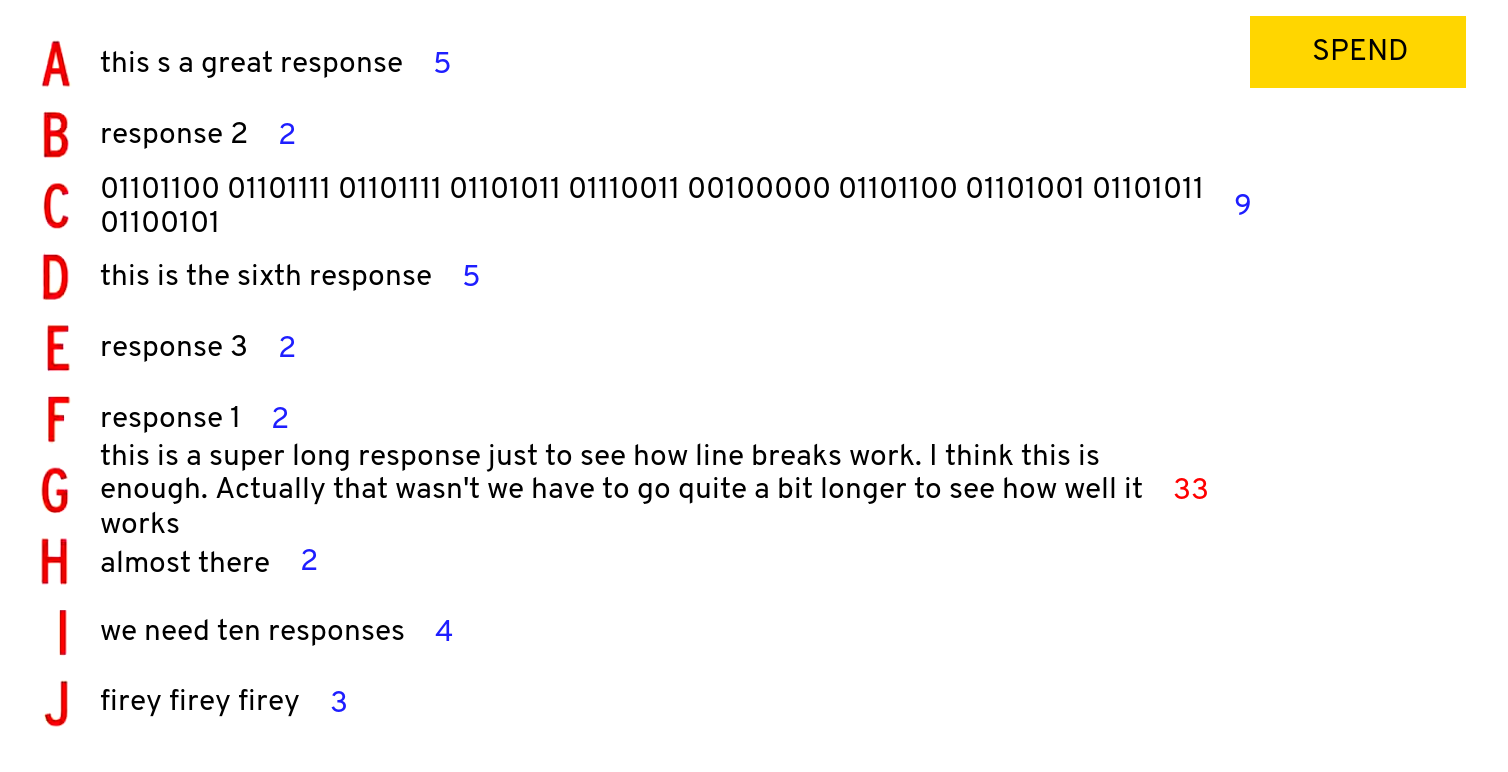 SPEND
A this s a great response 5
B response 2 2
C 01101100 01101111 01101111 01101011 01110011 00100000 01101100 01101001 01101011 9
01100101
D this is the sixth response 5
E response 3 2
F response 1 2
this is a super long response just to see how line breaks work. I think this is
G enough. Actually that wasn't we have to go quite a bit longer to see how well it 33
works
H almost there 2
I we need ten responses 4
J firey firey firey 3